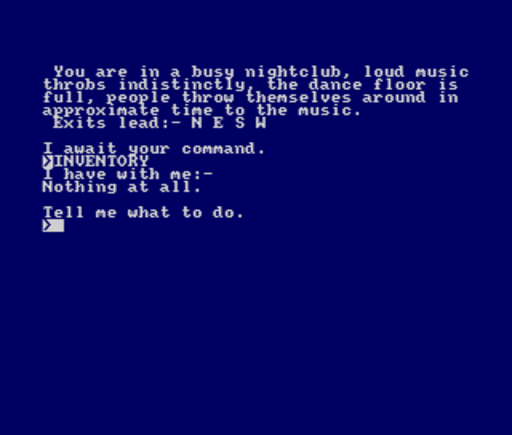 You are in a busy nightclub, loud music
throbs indistinctly, the dance floor is
full, people throw themselves around in
approximate time to the music.
Exits lead:- N E S W
I await your command.
>INVENTORY
I have with me:-
Nothing at all.
Tell me what to do.
>